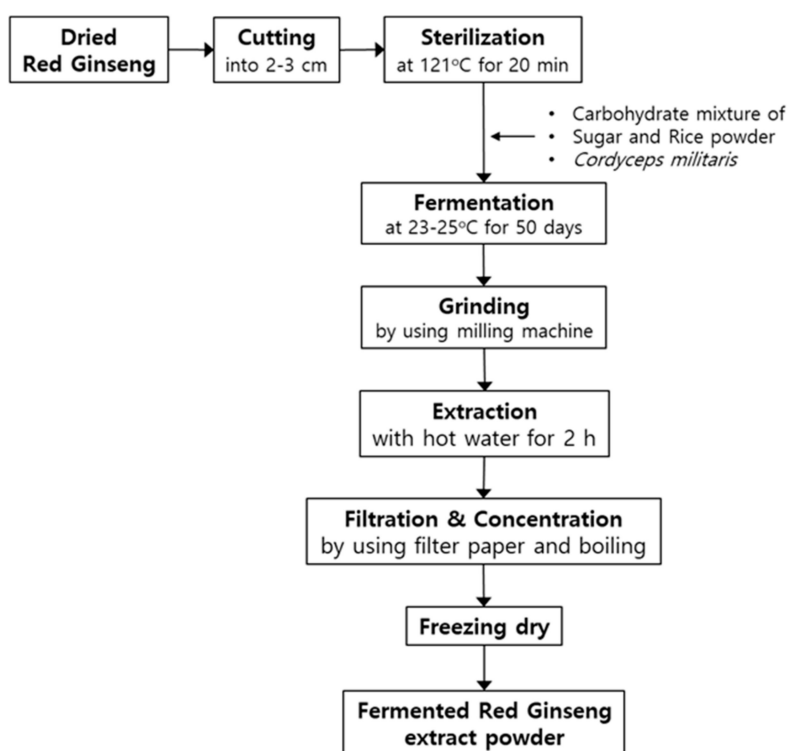 Dried
Red Ginseng
Cutting
into 2-3 cm
Sterilization
at 121°C for 20 min
• Carbohydrate mixture of
• Sugar and Rice powder
• Cordyceps militaris
Fermentation
at 23-25°C for 50 days
Grinding
by using milling machine
Extraction
with hot water for 2 h
Filtration & Concentration
by using filter paper and boiling
Freezing dry
Fermented Red Ginseng
extract powder